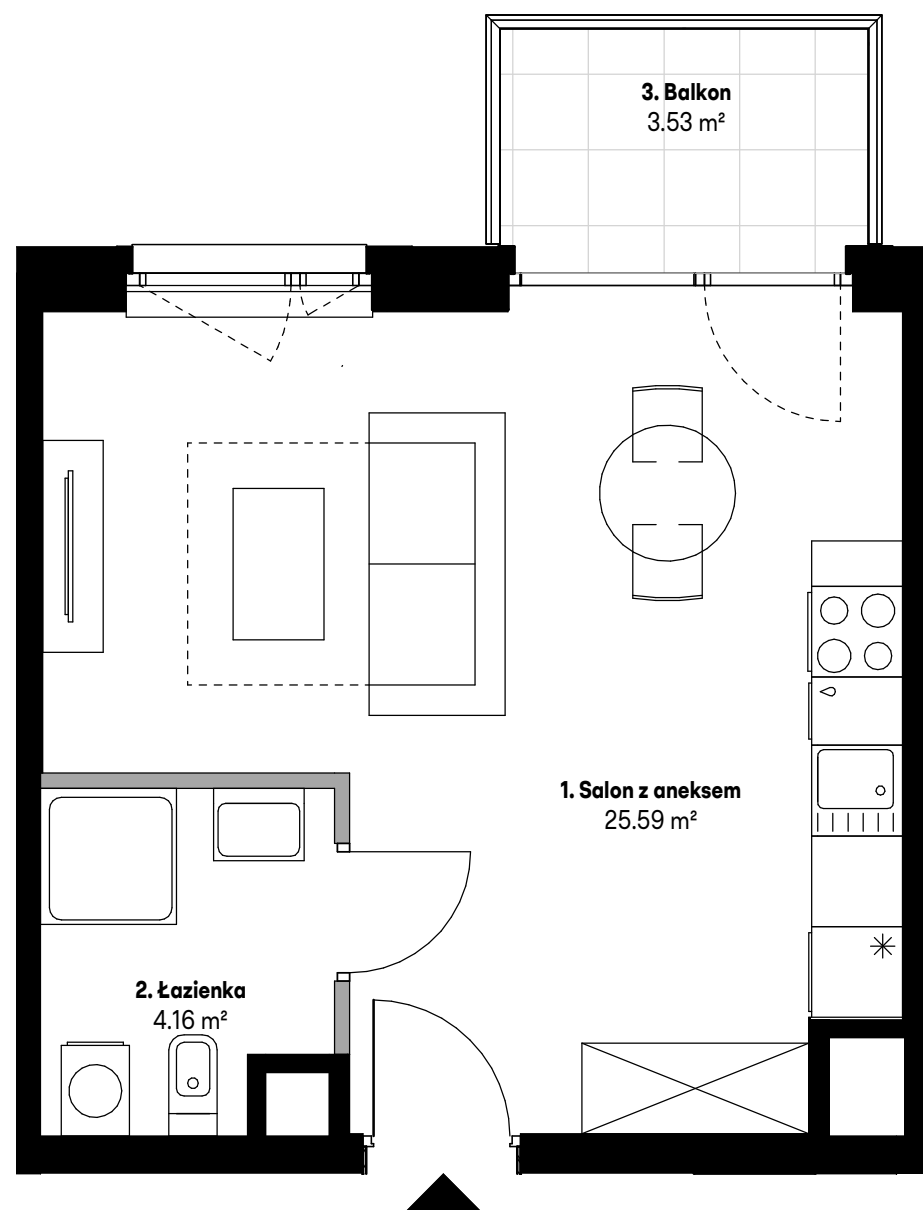 3. Balkon
3.53 m²
1. Salon z aneksem
25.59 m²
2. Łazienka
4.16 m²